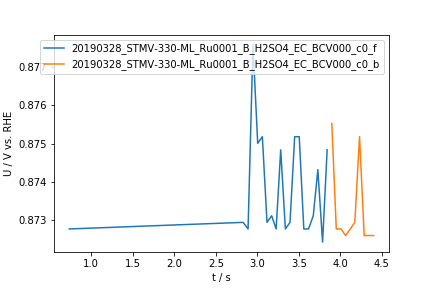 20190328_STMV-330-ML_Ru0001_B_H2SO4_EC_BCV000_c0_f
20190328_STMV-330-ML_Ru0001_B_H2SO4_EC_BCV000_c0_b
0.876
0.875
0.874
0.873
U / V vs. RHE
1.0 1.5 2.0 2.5 3.0 3.5 4.0 4.5
t / s